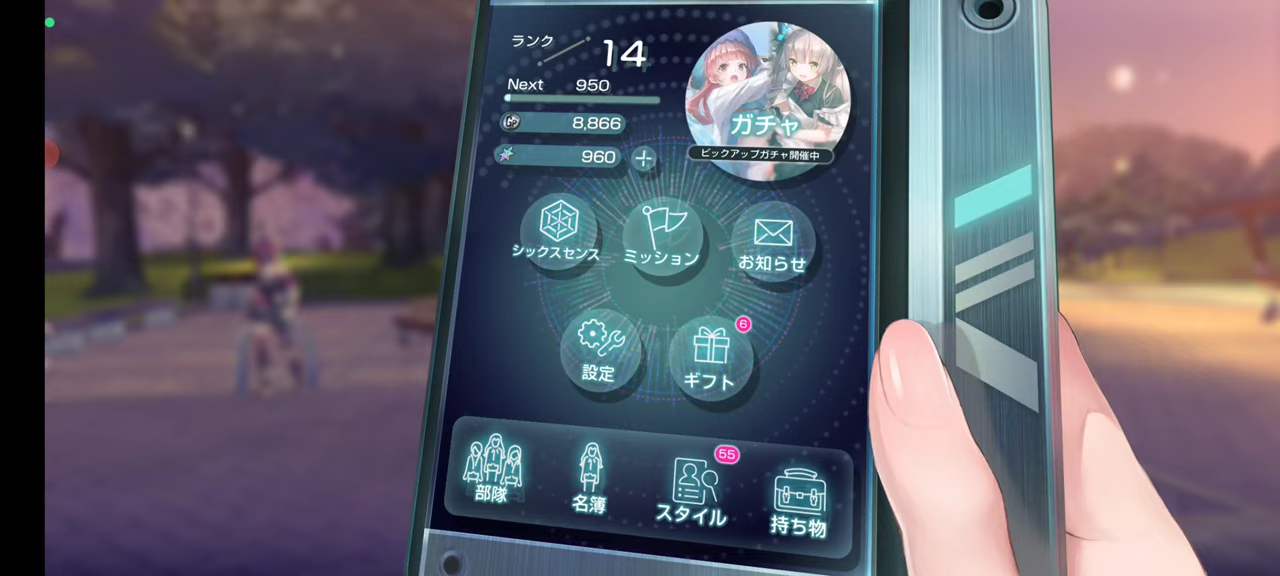 ランク 14
Next 950
GP 8,866
960 +
ガチャ
ピックアップガチャ開催中
シックスセンス
ミッション
お知らせ
設定
6
ギフト
部隊
名簿
55
スタイル
持ち物